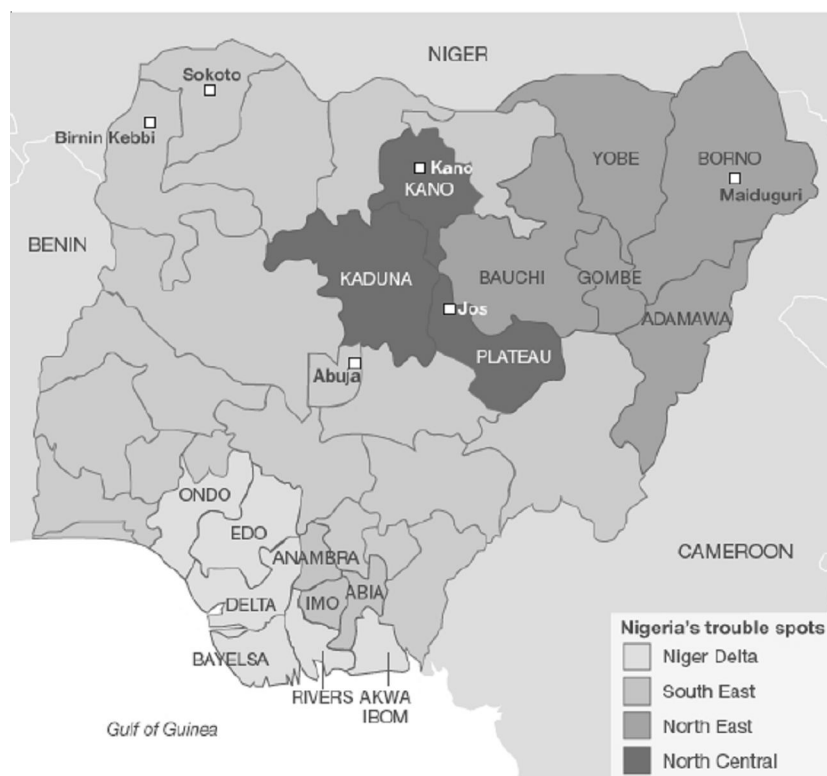 NIGER
Sokoto
Birnin Kebbi
Kano
KANO
YOBE
BORNO
Maiduguri
BENIN
KADUNA
BAUCHI
GOMBE
Jos
ADAMAWA
PLATEAU
Abuja
ONDO
EDO
ANAMBRA
CAMEROON
DELTA
IMO
ABIA
BAYELSA
RIVERS
AKWA
IBOM
Gulf of Guinea
Nigeria's trouble spots
Niger Delta
South East
North East
North Central